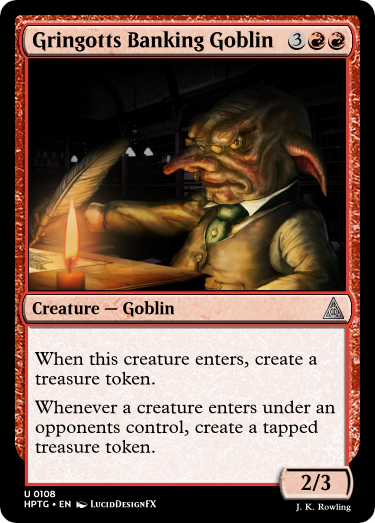 Gringotts Banking Goblin 3
Creature — Goblin
When this creature enters, create a
treasure token.
Whenever a creature enters under an
opponents control, create a tapped
treasure token.
2/3
U 0108
HPTG • EN LucidDesignFX
J. K. Rowling